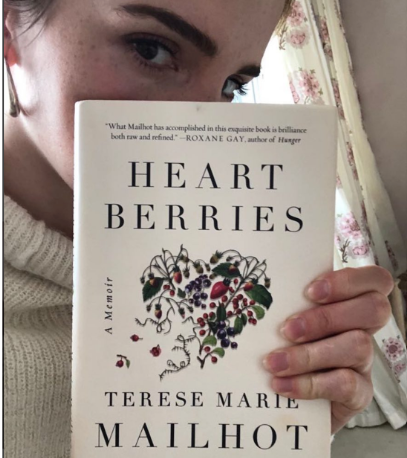 "What Mailhot has accomplished in this exquisite book is brilliance
both raw and refined." —ROXANE GAY, author of Hunger
HEART
BERRIES
A Memoir
TERESE MARIE
MAILHOT